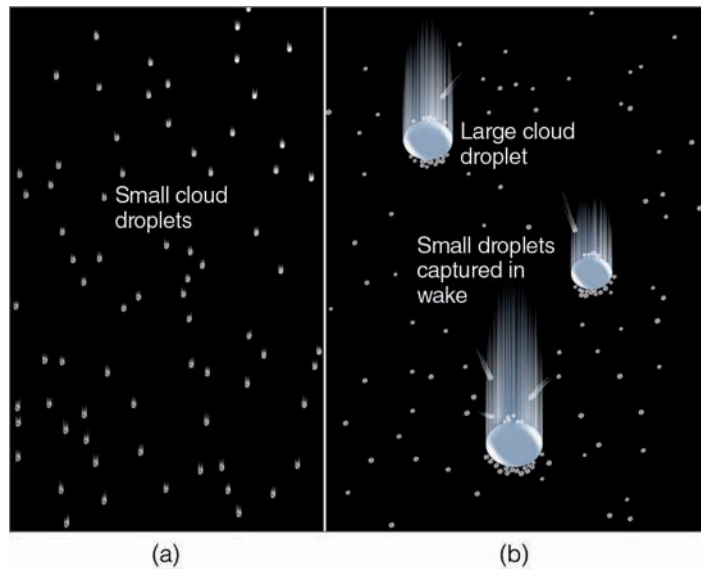 Small cloud
droplets
Large cloud
droplet
Small droplets
captured in
wake
(a)
(b)